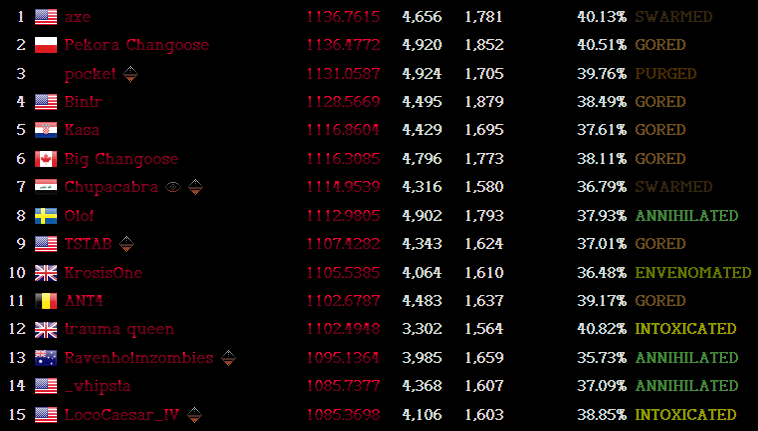 1 axe 1136.7615 4,656 1,781 40.13% SWARMED
2 Pekora Changoose 1136.4772 4,920 1,852 40.51% GORED
3 pocket 1131.0587 4,924 1,705 39.76% PURGED
4 Bintr 1128.5669 4,495 1,879 38.49% GORED
5 Kasa 1116.8604 4,429 1,695 37.61% GORED
6 Big Changoose 1116.3085 4,796 1,773 38.11% GORED
7 Chupacabra 1114.9539 4,316 1,580 36.79% SWARMED
8 Olof 1112.9805 4,902 1,793 37.93% ANNIHILATED
9 TSTAB 1107.4282 4,343 1,624 37.01% GORED
10 KrosisOne 1105.5385 4,064 1,610 36.48% ENVENOMATED
11 ANT4 1102.6787 4,483 1,637 39.17% GORED
12 trauma queen 1102.4948 3,302 1,564 40.82% INTOXICATED
13 Ravenholmzombies 1095.1364 3,985 1,659 35.73% ANNIHILATED
14 _whipsta 1085.7377 4,368 1,607 37.09% ANNIHILATED
15 LocoCaesar_IV 1085.3698 4,106 1,603 38.85% INTOXICATED